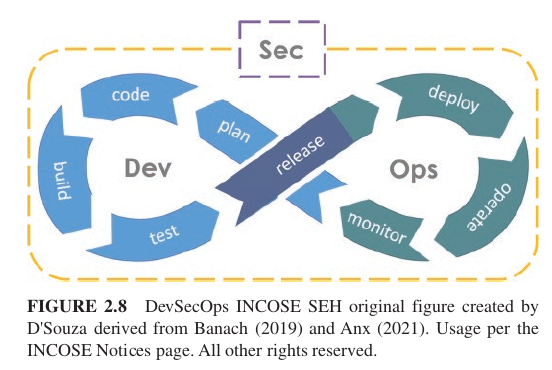 Sec
code
plan
build
Dev
test
release
deploy
Ops
operate
monitor
FIGURE 2.8 DevSecOps INCOSE SEH original figure created by
D'Souza derived from Banach (2019) and Anx (2021). Usage per the
INCOSE Notices page. All other rights reserved.